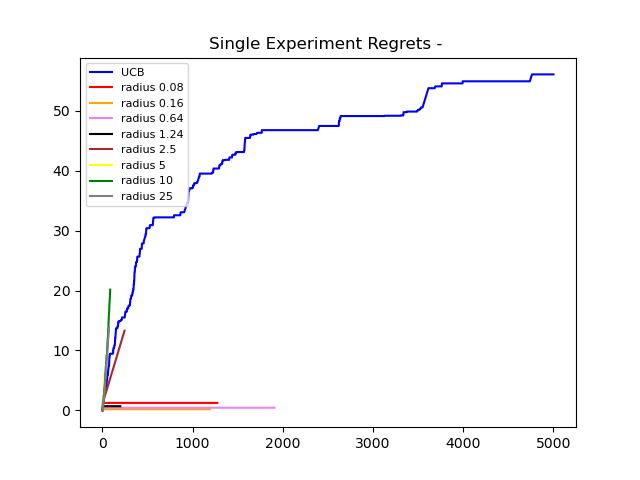 Single Experiment Regrets -
UCB
radius 0.08
radius 0.16
radius 0.64
radius 1.24
radius 2.5
radius 5
radius 10
radius 25
50
40
30
20
10
0
0 1000 2000 3000 4000 5000